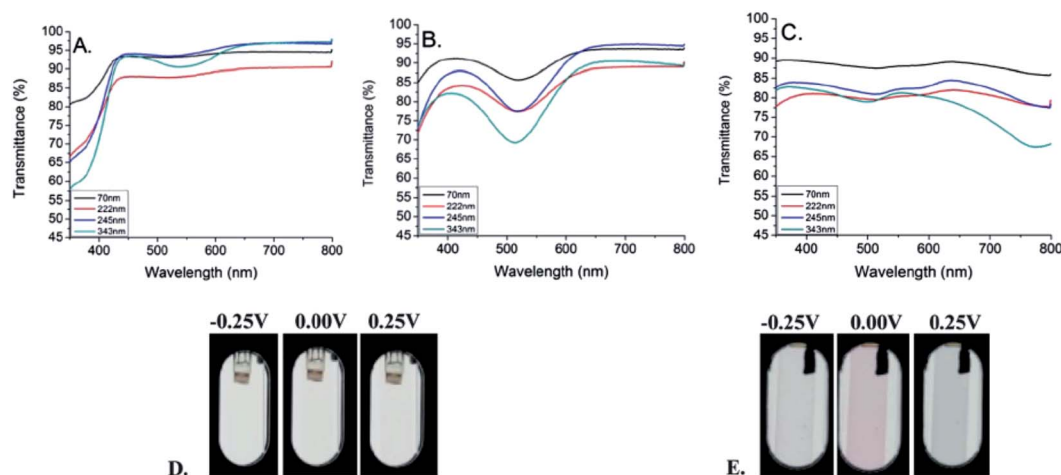 A.
Transmittance (%)
100
95
90
85
80
75
70
65
60
55
50
45
70nm
222nm
245nm
343nm
400 500 600 700 800
Wavelength (nm)
B.
Transmittance (%)
100
95
90
85
80
75
70
65
60
55
50
45
70nm
222nm
245nm
343nm
400 500 600 700 800
Wavelength (nm)
C.
Transmittance (%)
100
95
90
85
80
75
70
65
60
55
50
45
70nm
222nm
245nm
343nm
400 500 600 700 800
Wavelength (nm)
-0.25V 0.00V 0.25V
D.
-0.25V 0.00V 0.25V
E.